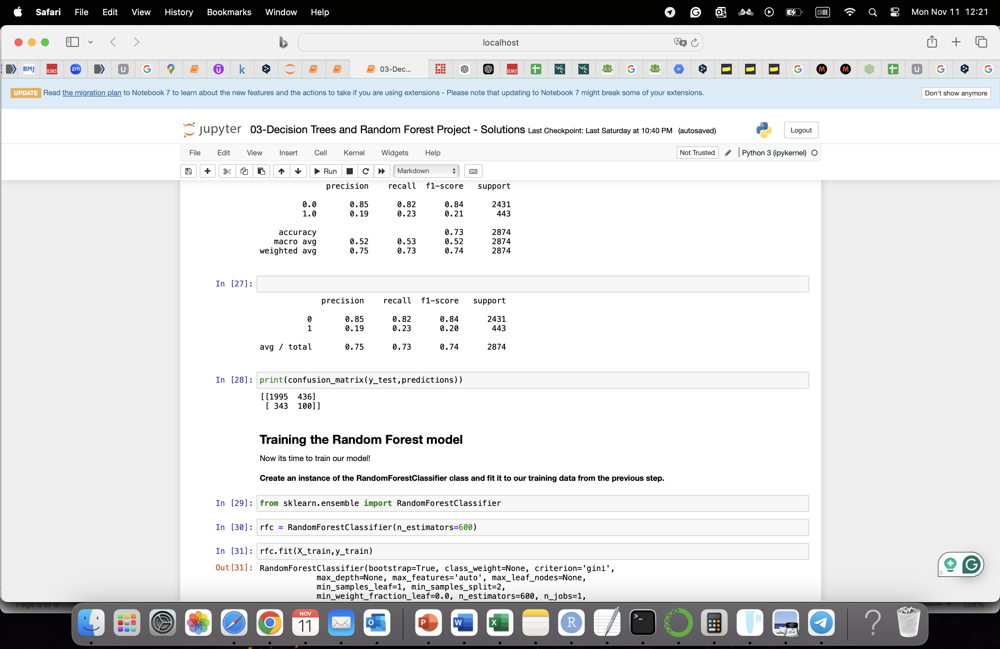 Safari File Edit View History Bookmarks Window Help CHDE Mon Nov 11 12:21
localhost
BMJ ILIAS zm U G k 03-Dec... ILIAS G G M M U G G
UPDATE Read the migration plan to Notebook 7 to learn about the new features and the actions to take if you are using extensions - Please note that updating to Notebook 7 might break some of your extensions. Don't show anymore
jupyter 03-Decision Trees and Random Forest Project - Solutions Last Checkpoint: Last Saturday at 10:40 PM (autosaved) Logout
File Edit View Insert Cell Kernel Widgets Help Not Trusted Python 3 (ipykernel)
Run Markdown
precision recall f1-score support
0.0 0.85 0.82 0.84 2431
1.0 0.19 0.23 0.21 443
accuracy 0.73 2874
macro avg 0.52 0.53 0.52 2874
weighted avg 0.75 0.73 0.74 2874
In [27]:
precision recall f1-score support
0 0.85 0.82 0.84 2431
1 0.19 0.23 0.20 443
avg / total 0.75 0.73 0.74 2874
In [28]: print(confusion_matrix(y_test,predictions))
[[1995 436]
[ 343 100]]
Training the Random Forest model
Now its time to train our model!
Create an instance of the RandomForestClassifier class and fit it to our training data from the previous step.
In [29]: from sklearn.ensemble import RandomForestClassifier
In [30]: rfc = RandomForestClassifier(n_estimators=600)
In [31]: rfc.fit(X_train,y_train)
Out[31]: RandomForestClassifier(bootstrap=True, class_weight=None, criterion='gini',
max_depth=None, max_features='auto', max_leaf_nodes=None,
min_samples_leaf=1, min_samples_split=2,
min_weight_fraction_leaf=0.0, n_estimators=600, n_jobs=1,
Page 5 of 9 138%
NOV
11